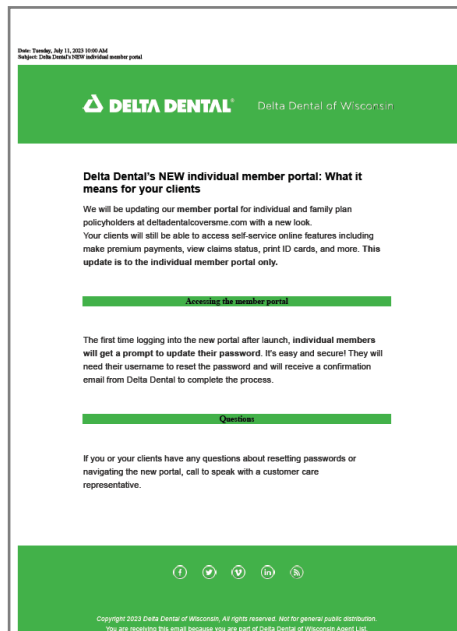 Date: Tuesday, July 11, 2023 10:00 AM
Subject: Delta Dental's NEW individual member portal
DELTA DENTAL®
Delta Dental of Wisconsin
Delta Dental's NEW individual member portal: What it
means for your clients
We will be updating our member portal for individual and family plan
policyholders at deltadentalcoversme.com with a new look.
Your clients will still be able to access self-service online features including
make premium payments, view claims status, print ID cards, and more. This
update is to the individual member portal only.
Accessing the member portal
The first time logging into the new portal after launch, individual members
will get a prompt to update their password. It's easy and secure! They will
need their username to reset the password and will receive a confirmation
email from Delta Dental to complete the process.
Questions
If you or your clients have any questions about resetting passwords or
navigating the new portal, call to speak with a customer care
representative.
Copyright 2023 Delta Dental of Wisconsin, All rights reserved. Not for general public distribution.
You are receiving this email because you are part of Delta Dental of Wisconsin Agent List.